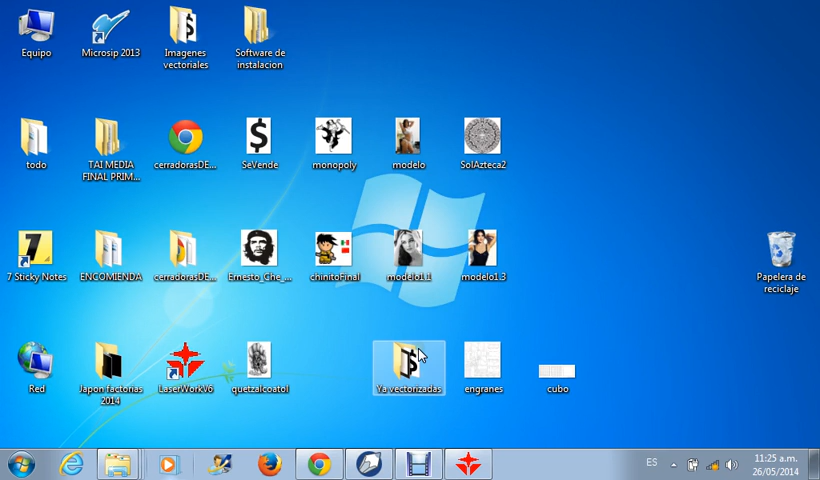 Equipo
Microsip 2013
Imagenes
vectoriales
Software de
instalacion
todo
TAI MEDIA
FINAL PRIM...
cerradorasDE...
SeVende
monopoly
modelo
SolAzteca2
7 Sticky Notes
ENCOMIENDA
cerradorasDE...
Ernesto_Che_...
chinitoFinal
modelo1.1
modelo1.3
Papelera de
reciclaje
Red
Japon factorias
2014
LaserWorkV6
quetzalcoatol
Ya vectorizadas
engranes
cubo
ES
11:25 a.m.
26/05/2014